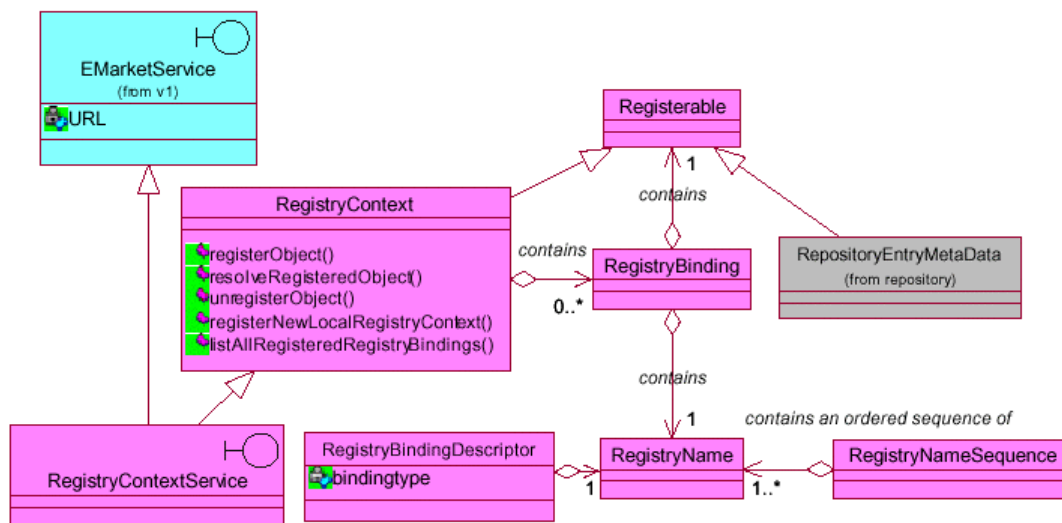 EMarketService
(from v1)
URL
Registerable
1
contains
RegistryContext
registerObject()
resolveRegisteredObject()
unregisterObject()
registerNewLocalRegistryContext()
listAllRegisteredRegistryBindings()
contains
0..*
RegistryBinding
RepositoryEntryMetaData
(from repository)
contains
1
contains an ordered sequence of
RegistryContextService
RegistryBindingDescriptor
bindingtype
1
RegistryName
1..*
RegistryNameSequence